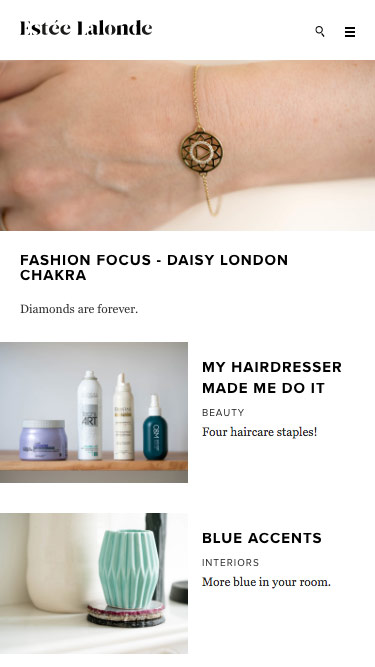 Estée Lalonde
FASHION FOCUS - DAISY LONDON
CHAKRA
Diamonds are forever.
MY HAIRDRESSER
MADE ME DO IT
BEAUTY
Four haircare staples!
ART
BLUE ACCENTS
INTERIORS
More blue in your room.